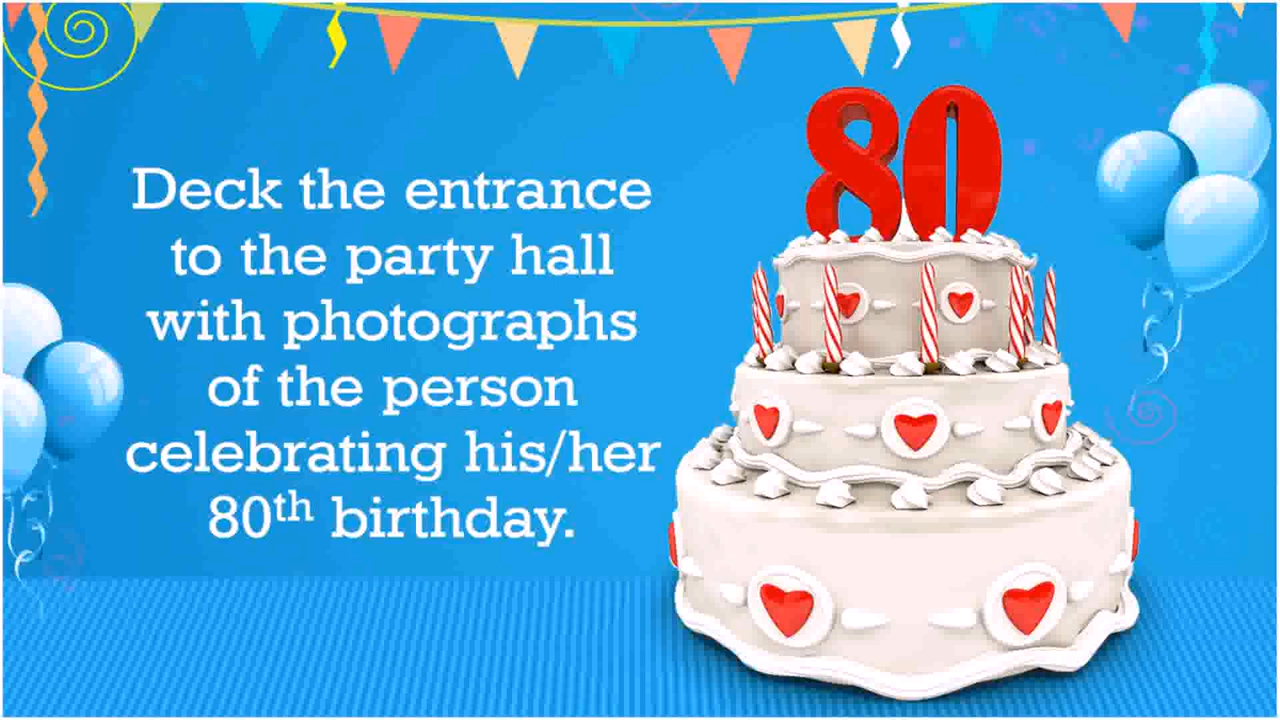 Deck the entrance
to the party hall
with photographs
of the person
celebrating his/her
80th birthday.
80